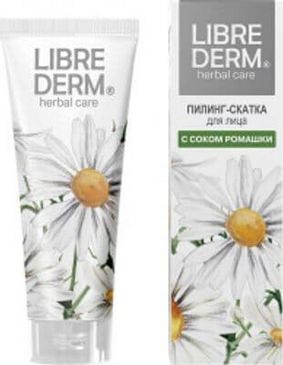 LIBRE
DERM®
herbal care
LIBRE
DERM®
herbal care
ПИЛИНГ-СКАТКА
для лица
С СОКОМ РОМАШКИ